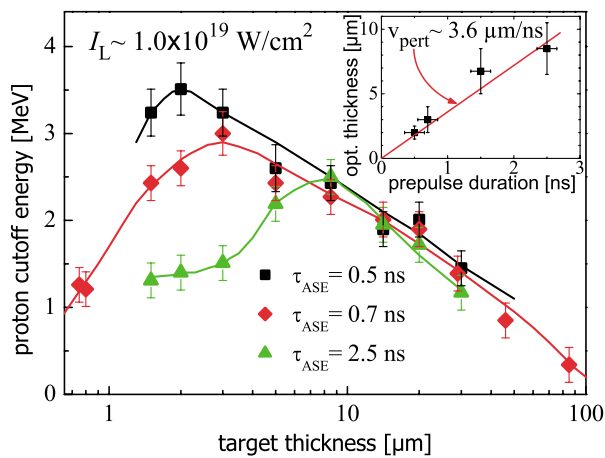 I_L ~ 1.0x10^19 W/cm^2
proton cutoff energy [MeV]
4
3
2
1
0
1
10
100
target thickness [µm]
τ_ASE = 0.5 ns
τ_ASE = 0.7 ns
τ_ASE = 2.5 ns
opt. thickness [µm]
10
5
0
v_pert ~ 3.6 µm/ns
0
1
2
3
prepulse duration [ns]